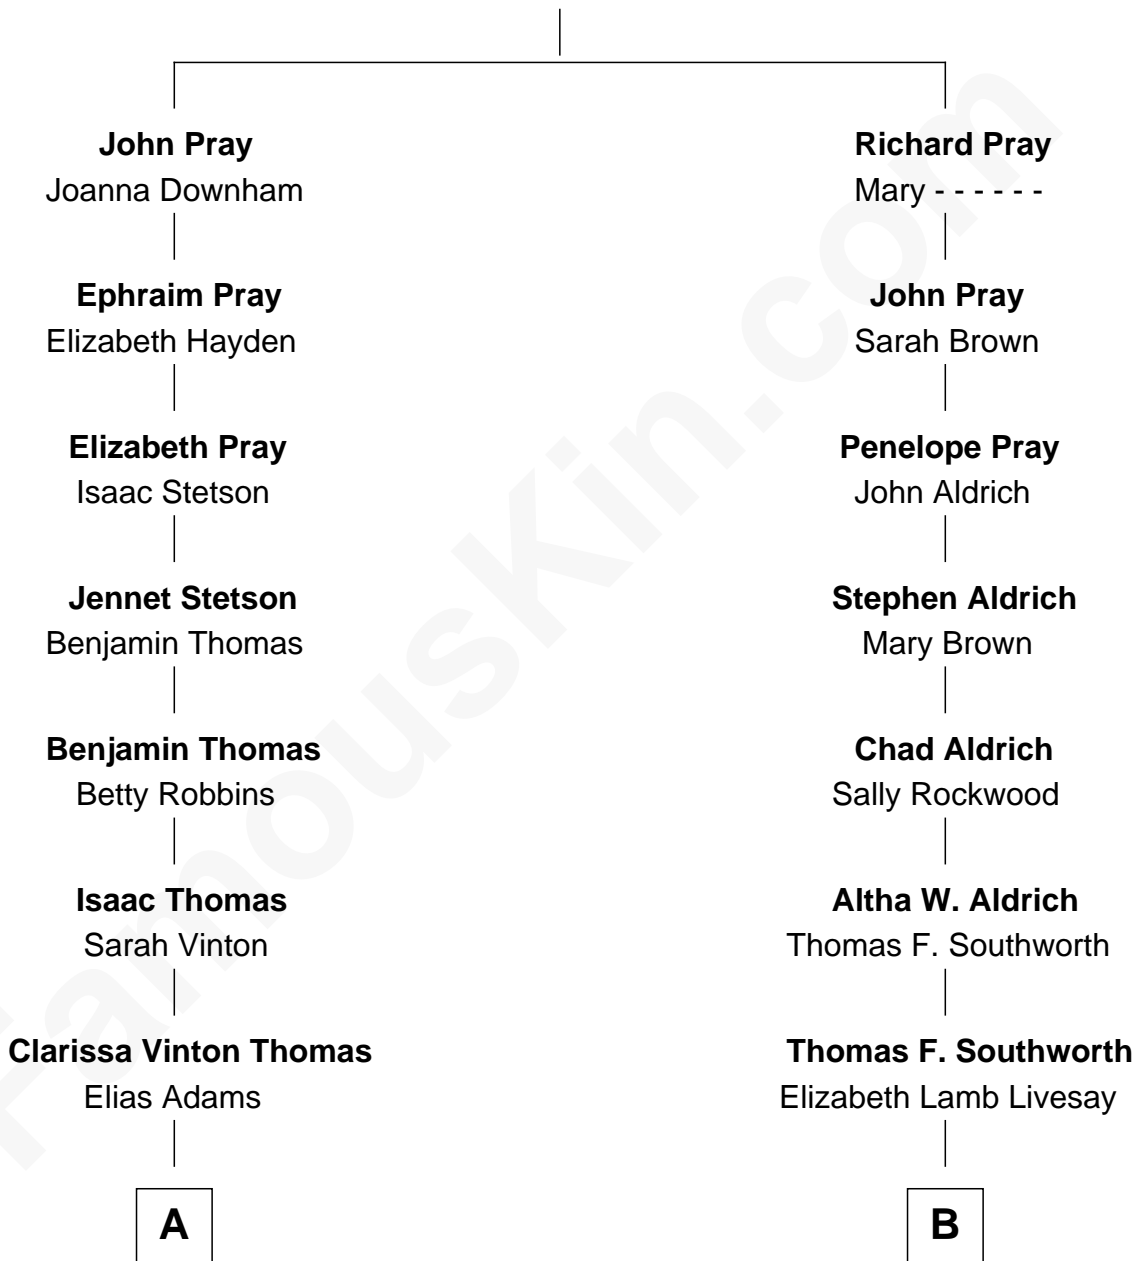 John Pray
Joanna Downham
Richard Pray
Mary - - - - - -
Ephraim Pray
Elizabeth Hayden
John Pray
Sarah Brown
Elizabeth Pray
Isaac Stetson
Penelope Pray
John Aldrich
Jennet Stetson
Benjamin Thomas
Stephen Aldrich
Mary Brown
Benjamin Thomas
Betty Robbins
Chad Aldrich
Sally Rockwood
Isaac Thomas
Sarah Vinton
Altha W. Aldrich
Thomas F. Southworth
Clarissa Vinton Thomas
Elias Adams
Thomas F. Southworth
Elizabeth Lamb Livesay
A
B
FamousKin.com